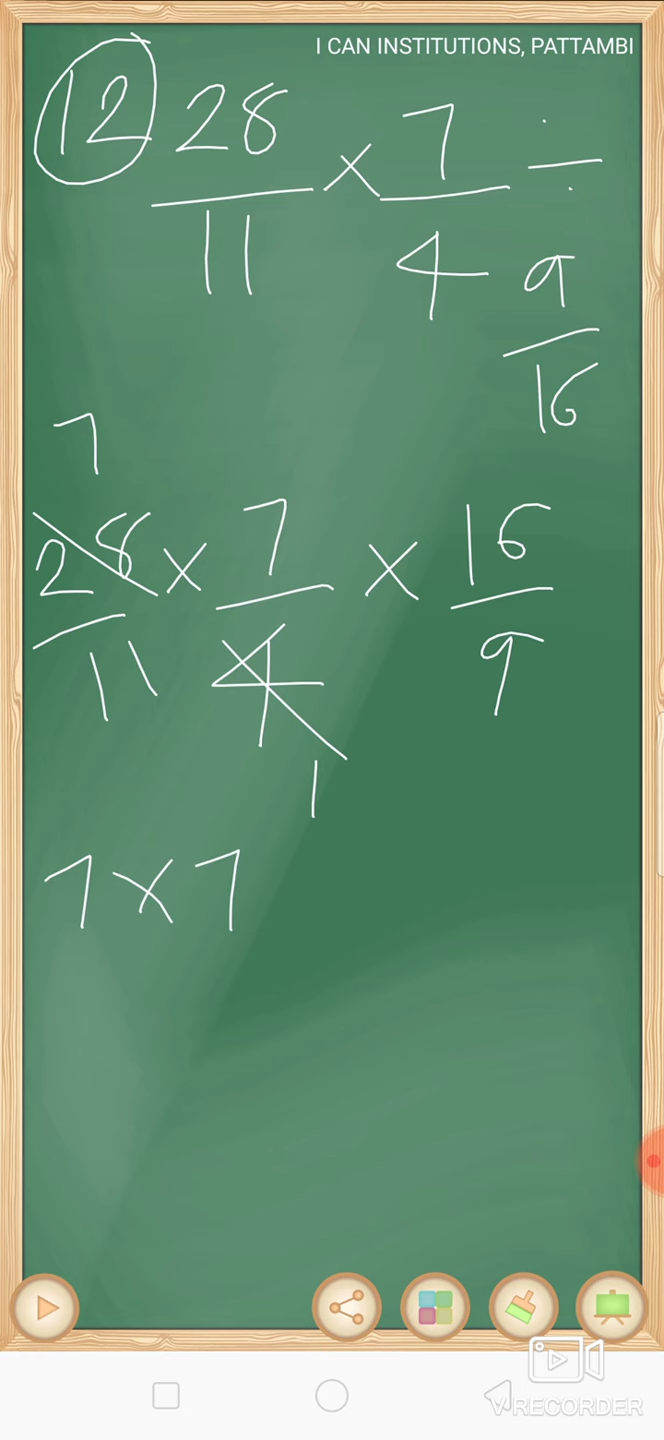 I CAN INSTITUTIONS, PATTAMBI
12 28/11 × 7/4 ÷ 9/16
7
28/11 × 7/4 × 16/9
1
7 × 7
V RECORDER